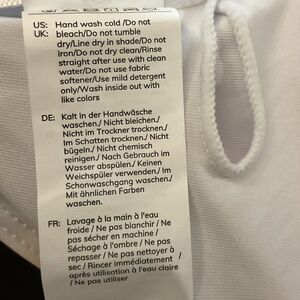 US: Hand wash cold/Do not
UK: bleach/Do not tumble
dry/Line dry in shade/Do not
iron/Do not dry clean/Rinse
straight after use with clean
water/Do not use fabric
softener/Use mild detergent
only/Wash inside out with
like colors
DE: Kalt in der Handwäsche
waschen./ Nicht bleichen./
Nicht im Trockner trocknen./
Im Schatten trocknen./ Nicht
bügeln./ Nicht chemisch
reinigen./ Nach Gebrauch im
Wasser abspülen./ Keinen
Weichspüler verwenden./ Im
Schonwaschgang waschen./
Mit ähnlichen Farben
waschen.
FR: Lavage à la main à l'eau
froide / Ne pas blanchir / Ne
pas sécher en machine /
Séchage à l'ombre / Ne pas
repasser / Ne pas nettoyer à
sec / Rincer immédiatement
après utilisation à l'eau claire
/ Ne pas utiliser